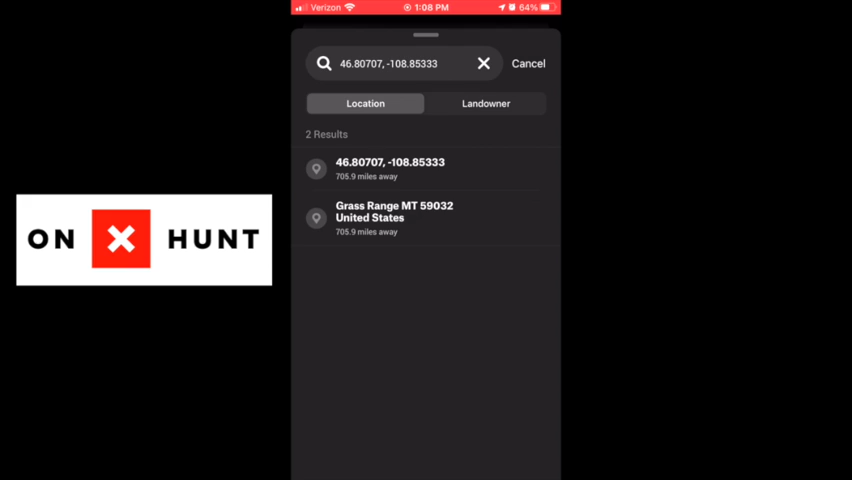 Verizon 1:08 PM 64%
46.80707, -108.85333 Cancel
Location Landowner
2 Results
46.80707, -108.85333
705.9 miles away
Grass Range MT 59032
United States
705.9 miles away
ON X HUNT